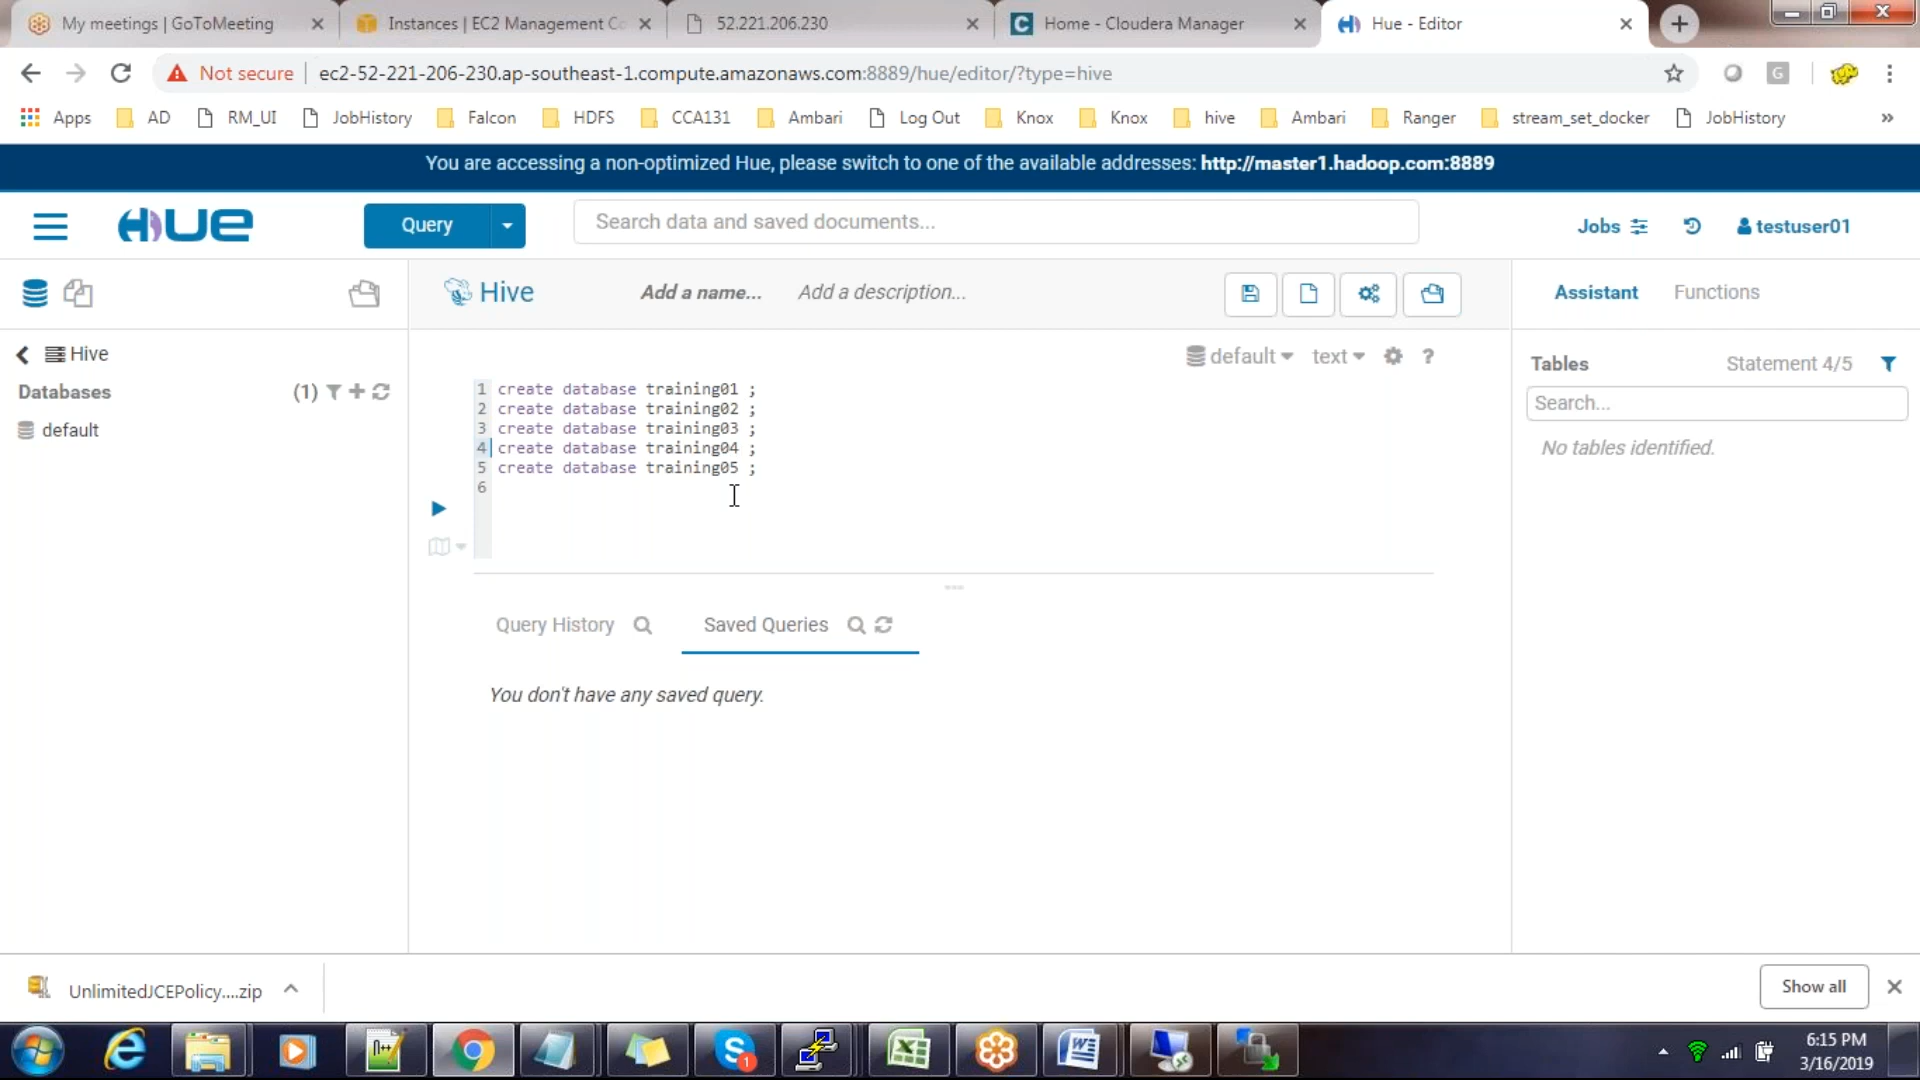 My meetings | GoToMeeting
Instances | EC2 Management Co
52.221.206.230
Home - Cloudera Manager
Hue - Editor
Not secure
ec2-52-221-206-230.ap-southeast-1.compute.amazonaws.com:8889/hue/editor/?type=hive
G
Apps AD RM_UI JobHistory Falcon HDFS CCA131 Ambari Log Out Knox Knox hive Ambari Ranger stream_set_docker JobHistory »
You are accessing a non-optimized Hue, please switch to one of the available addresses: http://master1.hadoop.com:8889
HUE
Query
Search data and saved documents...
Jobs
testuser01
Hive
Add a name...
Add a description...
Assistant
Functions
Hive
Databases
(1)
default
default
text
?
1 create database training01 ;
2 create database training02 ;
3 create database training03 ;
4 create database training04 ;
5 create database training05 ;
6
Tables
Statement 4/5
Search...
No tables identified.
Query History
Saved Queries
You don't have any saved query.
UnlimitedJCEPolicy....zip
Show all
6:15 PM
3/16/2019